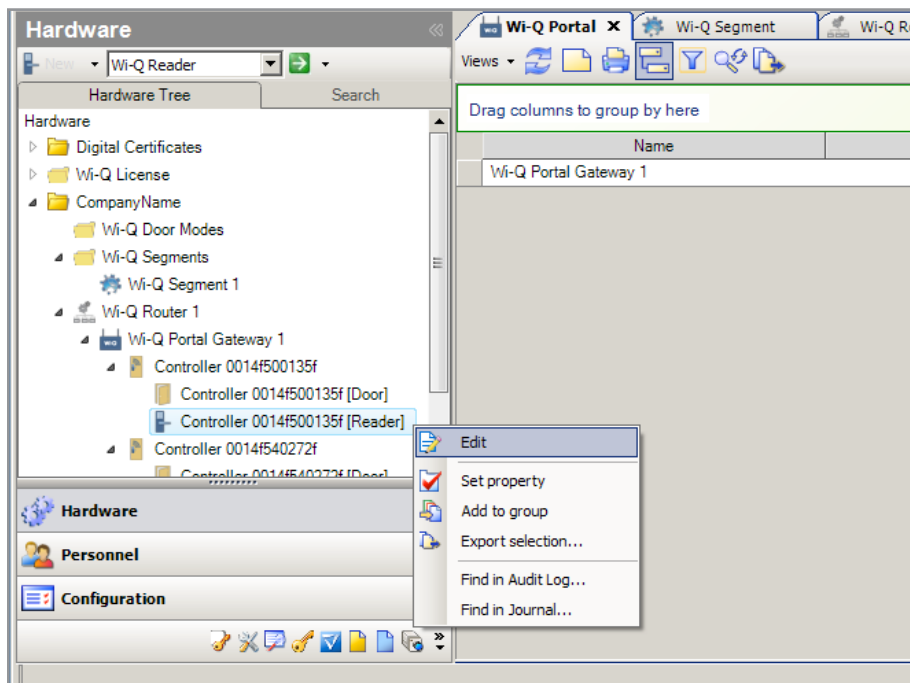 Hardware
New
Wi-Q Reader
Hardware Tree
Search
Hardware
Digital Certificates
Wi-Q License
CompanyName
Wi-Q Door Modes
Wi-Q Segments
Wi-Q Segment 1
Wi-Q Router 1
Wi-Q Portal Gateway 1
Controller 0014f500135f
Controller 0014f500135f [Door]
Controller 0014f500135f [Reader]
Controller 0014f540272f
Controller 0014f540272f [Door]
Hardware
Personnel
Configuration
Wi-Q Portal
Wi-Q Segment
Wi-Q
Views
Drag columns to group by here
Name
Wi-Q Portal Gateway 1
Edit
Set property
Add to group
Export selection...
Find in Audit Log...
Find in Journal...